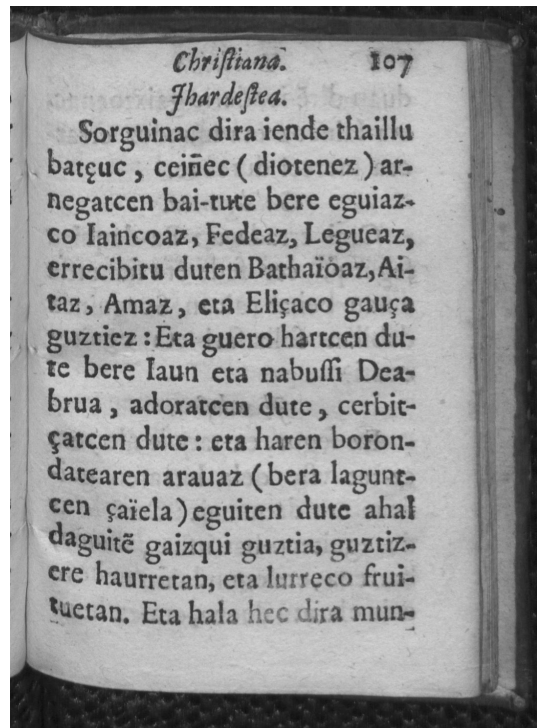 Chriſtiana. 107
Jhardeſtea.
Sorguinac dira iende thaillu
batçuc, ceiñec (diotenez) ar-
negatcen bai-tute bere eguiaz-
co Iaincoaz, Fedeaz, Legueaz,
errecibitu duten Bathaïoaz, Ai-
taz, Amaz, eta Eliçaco gauça
guztiez: Eta guero hartcen du-
te bere Iaun eta nabuſſi Dea-
brua, adoratcen dute, cerbit-
çatcen dute: eta haren boron-
datearen arauaz (bera lagunt-
cen çaïela) eguiten dute ahal
daguitẽ gaizqui guztia, guztiz-
ere haurretan, eta lurreco frui-
tuetan. Eta hala hec dira mun-